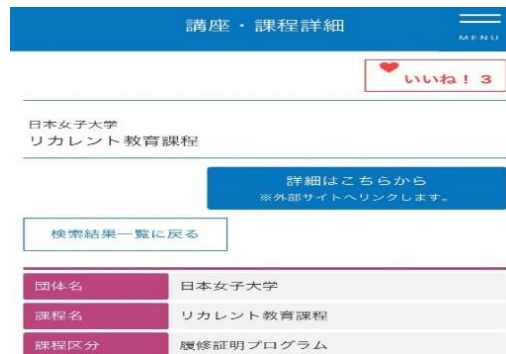 講座・課程詳細
MENU
いいね！3
日本女子大学
リカレント教育課程
詳細はこちらから
※外部サイトへリンクします。
検索結果一覧に戻る
団体名 日本女子大学
課程名 リカレント教育課程
課程区分 履修証明プログラム